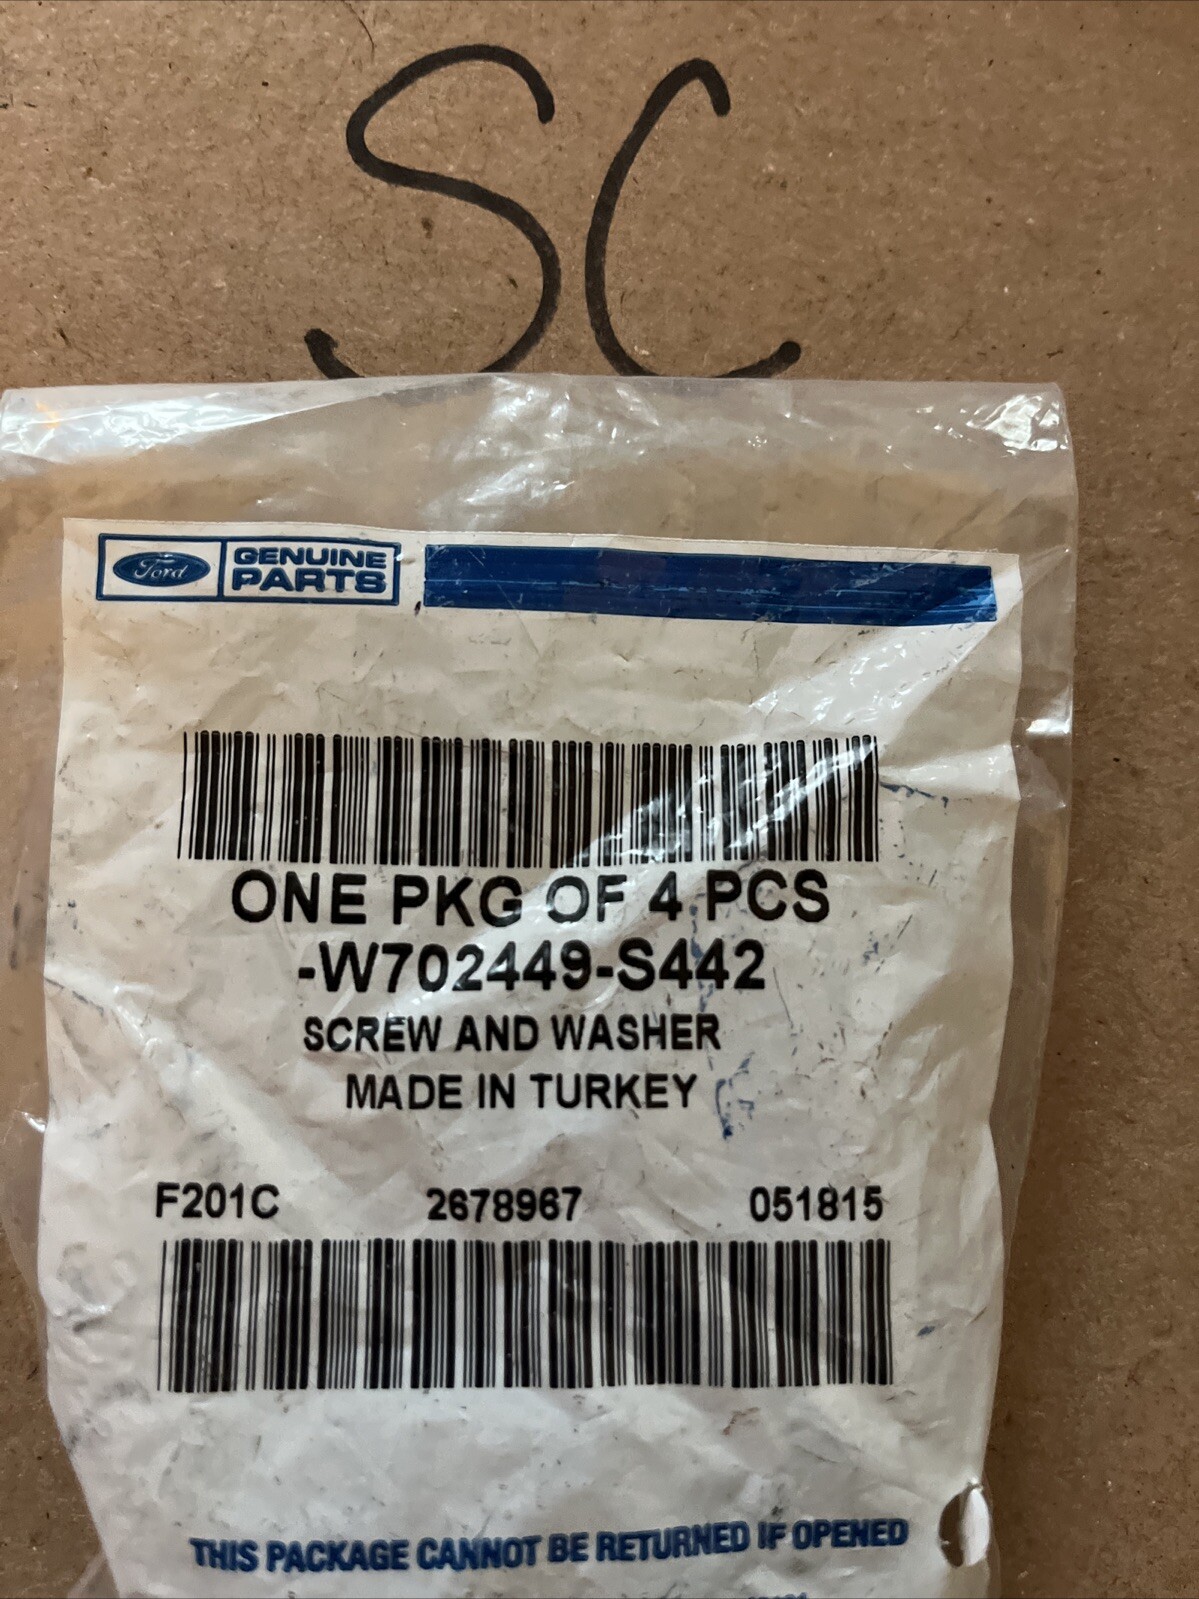 SC
Ford
GENUINE
PARTS
ONE PKG OF 4 PCS
-W702449-S442
SCREW AND WASHER
MADE IN TURKEY
F201C 2678967 051815
THIS PACKAGE CANNOT BE RETURNED IF OPENED